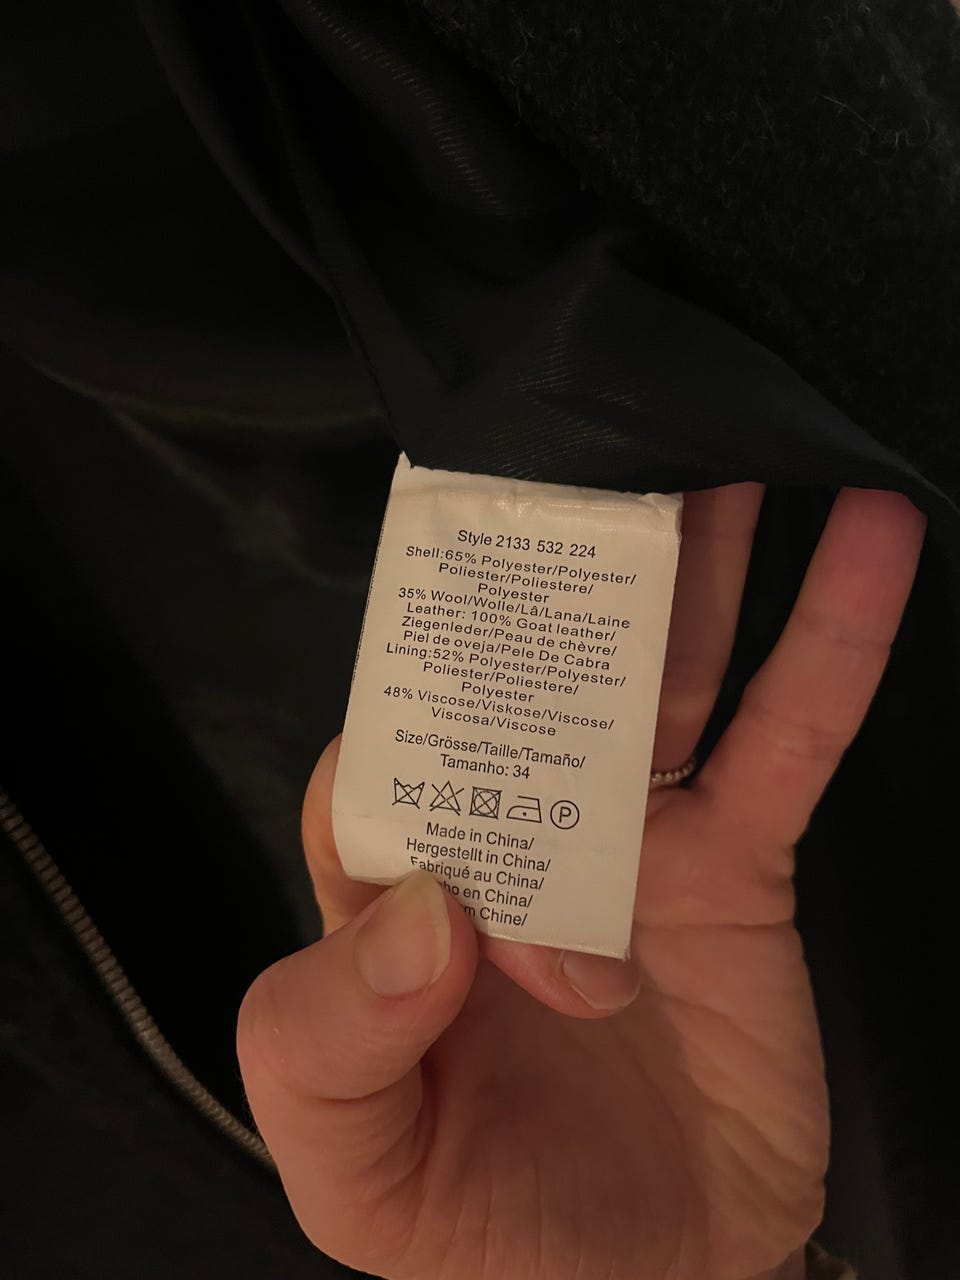 Style 2133 532 224
Shell:65% Polyester/Polyester/
Poliester/Poliestere/
Polyester
35% Wool/Wolle/Lã/Lana/Laine
Leather: 100% Goat leather/
Ziegenleder/Peau de chèvre/
Piel de oveja/Pele De Cabra
Lining:52% Polyester/Polyester/
Poliester/Poliestere/
Polyester
48% Viscose/Viskose/Viscose/
Viscosa/Viscose
Size/Grösse/Taille/Tamaño/
Tamanho: 34
P
Made in China/
Hergestellt in China/
Fabriqué au China/
en China/
Chine/